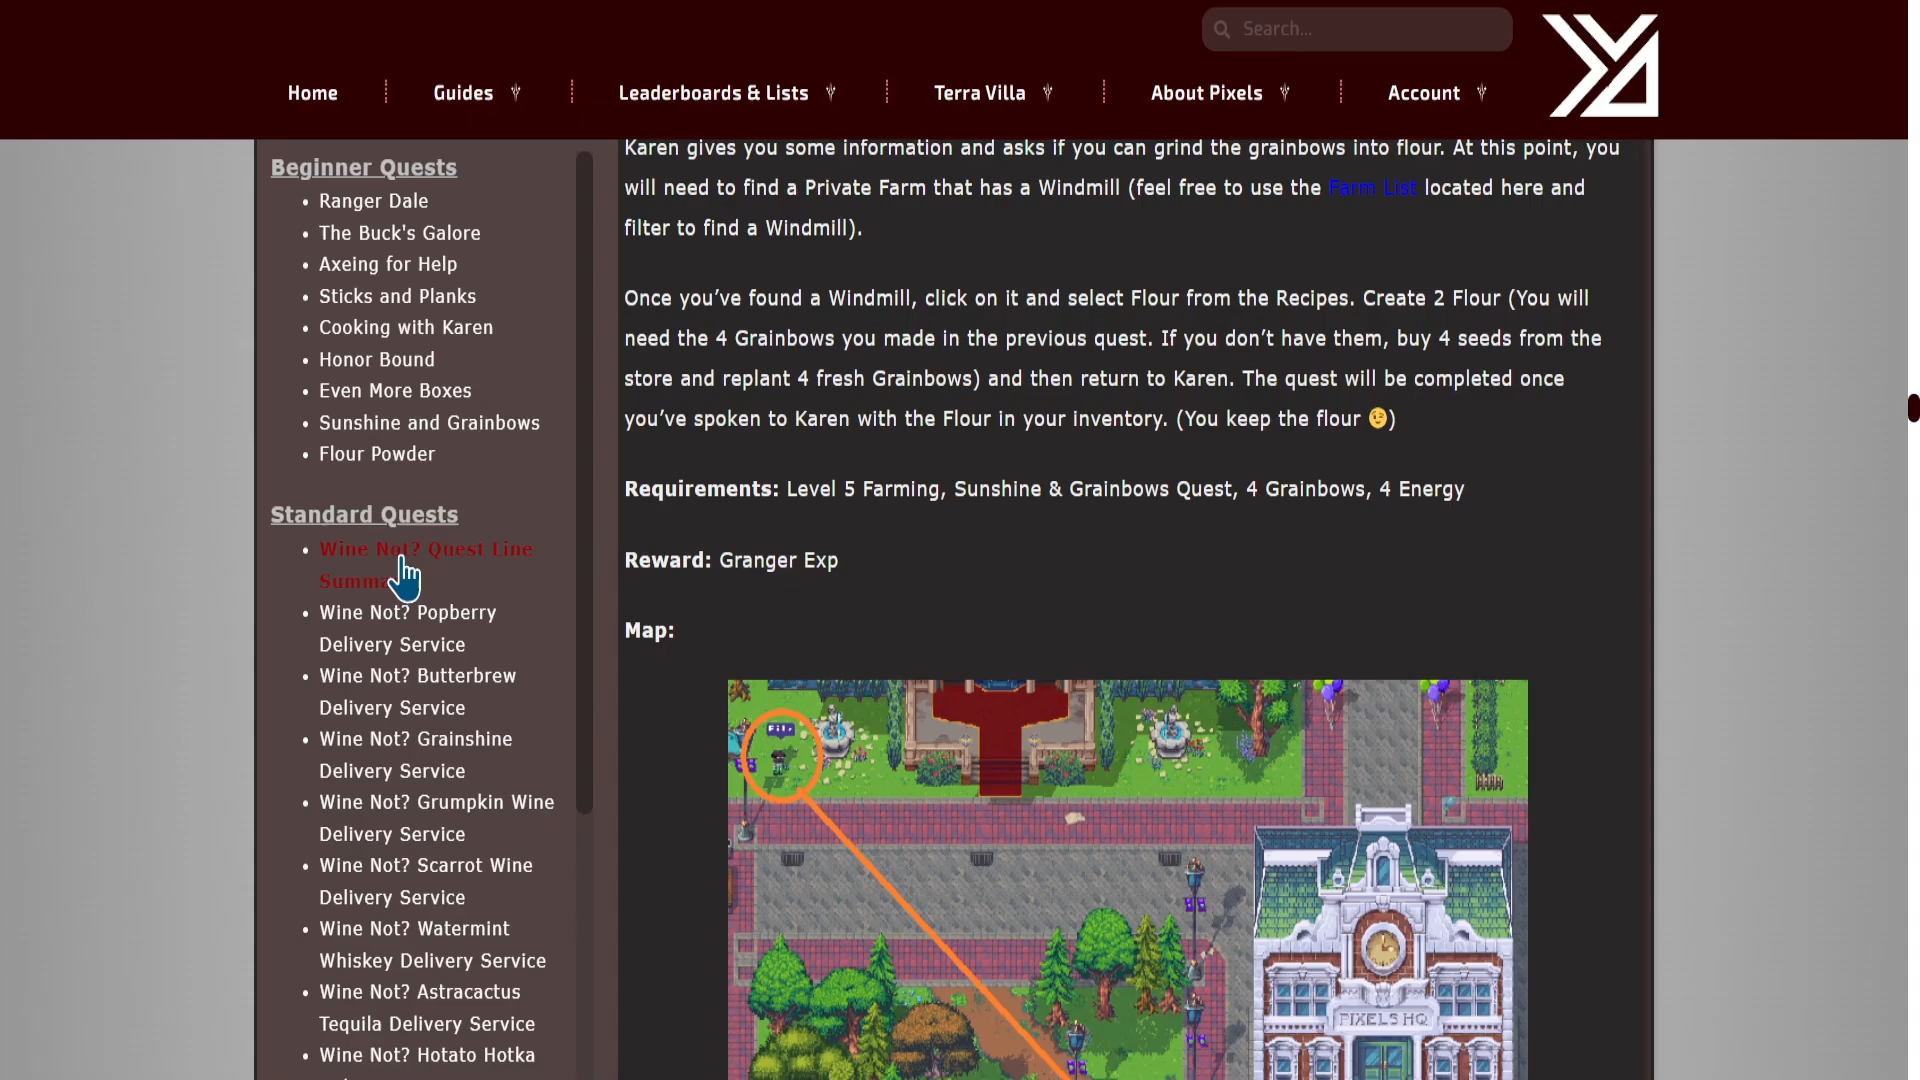 Search...
Home
Guides
Leaderboards & Lists
Terra Villa
About Pixels
Account
Beginner Quests
Ranger Dale
The Buck's Galore
Axeing for Help
Sticks and Planks
Cooking with Karen
Honor Bound
Even More Boxes
Sunshine and Grainbows
Flour Powder
Standard Quests
Wine Not? Quest Line
Summa
Wine Not? Popberry
Delivery Service
Wine Not? Butterbrew
Delivery Service
Wine Not? Grainshine
Delivery Service
Wine Not? Grumpkin Wine
Delivery Service
Wine Not? Scarrot Wine
Delivery Service
Wine Not? Watermint
Whiskey Delivery Service
Wine Not? Astracactus
Tequila Delivery Service
Wine Not? Hotato Hotka
Karen gives you some information and asks if you can grind the grainbows into flour. At this point, you
will need to find a Private Farm that has a Windmill (feel free to use the Farm List located here and
filter to find a Windmill).
Once you’ve found a Windmill, click on it and select Flour from the Recipes. Create 2 Flour (You will
need the 4 Grainbows you made in the previous quest. If you don’t have them, buy 4 seeds from the
store and replant 4 fresh Grainbows) and then return to Karen. The quest will be completed once
you’ve spoken to Karen with the Flour in your inventory. (You keep the flour 😉)
Requirements: Level 5 Farming, Sunshine & Grainbows Quest, 4 Grainbows, 4 Energy
Reward: Granger Exp
Map:
PIXELS HQ